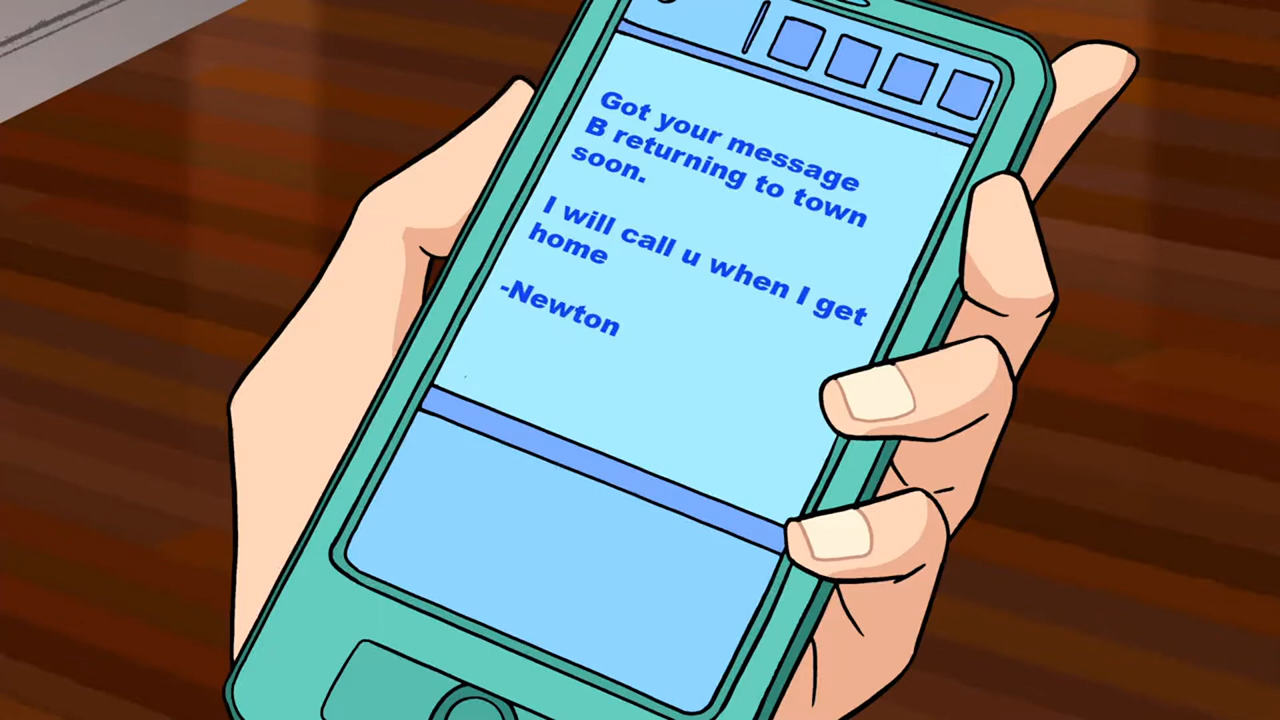 Got your message
B returning to town
soon.
I will call u when I get
home
-Newton